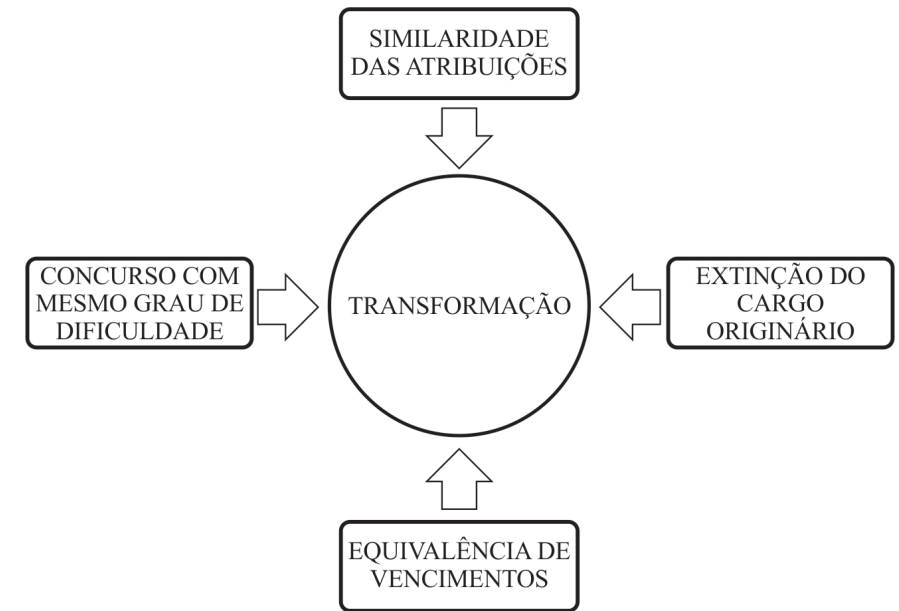 SIMILARIDADE
DAS ATRIBUIÇÕES
CONCURSO COM
MESMO GRAU DE
DIFICULDADE
TRANSFORMAÇÃO
EXTINÇÃO DO
CARGO
ORIGINÁRIO
EQUIVALÊNCIA DE
VENCIMENTOS